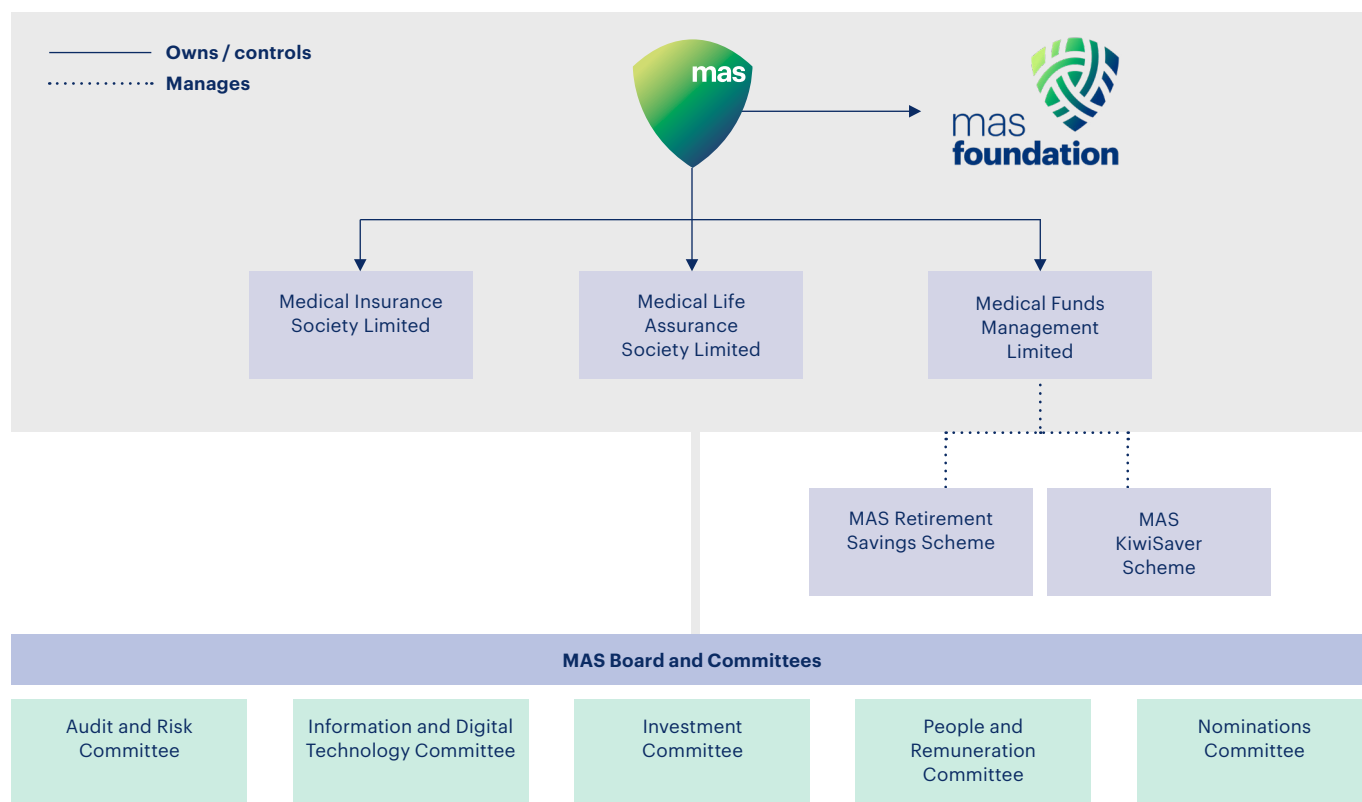 Owns / controls
Manages
mas
mas
foundation
Medical Insurance
Society Limited
Medical Life
Assurance
Society Limited
Medical Funds
Management
Limited
MAS Retirement
Savings Scheme
MAS
KiwiSaver
Scheme
MAS Board and Committees
Audit and Risk
Committee
Information and Digital
Technology Committee
Investment
Committee
People and
Remuneration
Committee
Nominations
Committee